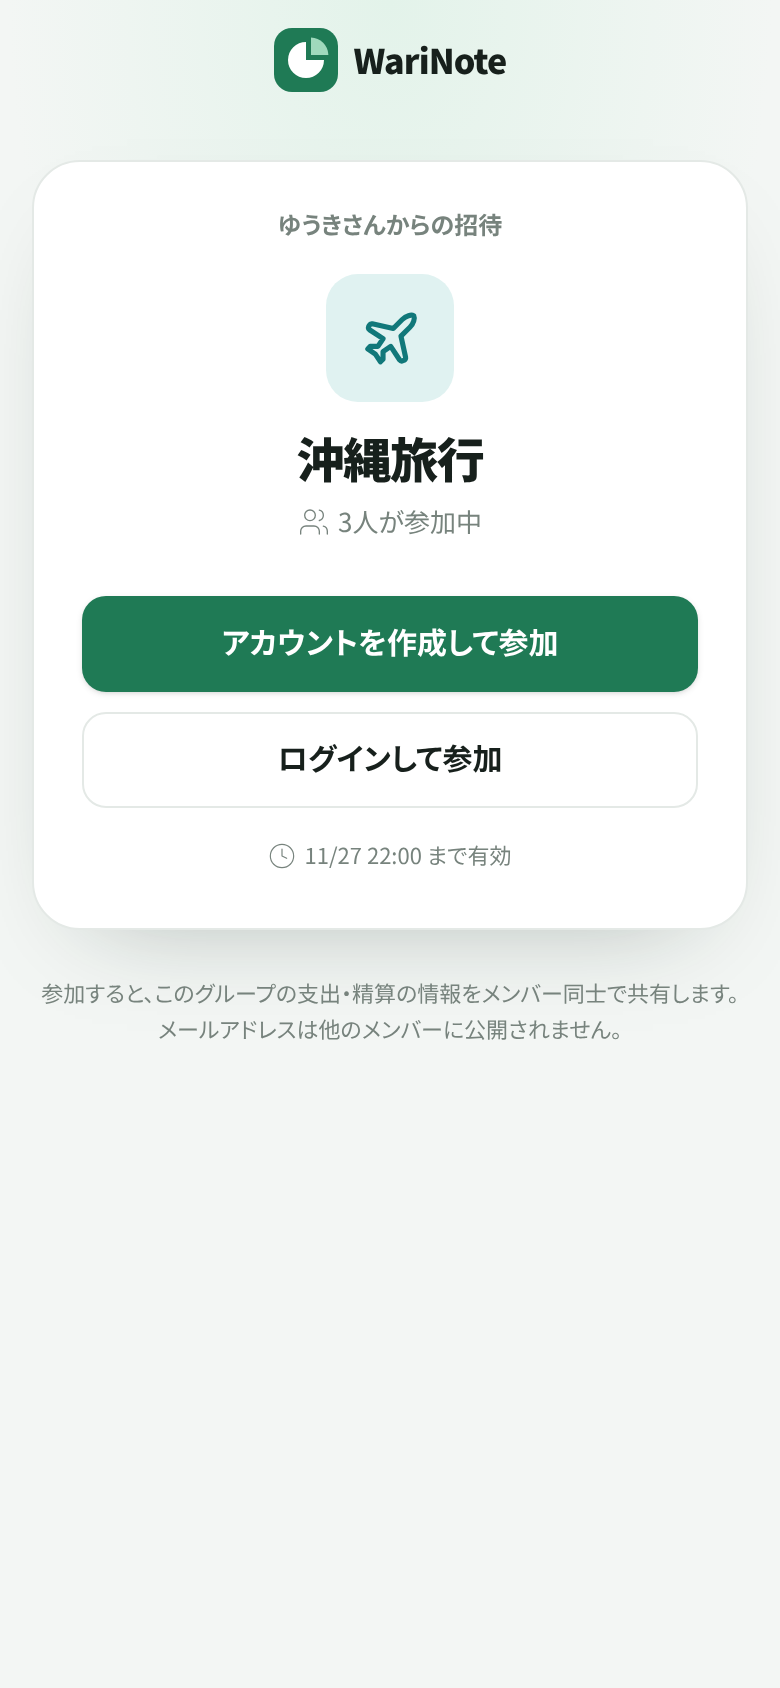 WariNote
ゆうきさんからの招待
沖縄旅行
3人が参加中
アカウントを作成して参加
ログインして参加
11/27 22:00 まで有効
参加すると、このグループの支出・精算の情報をメンバー同士で共有します。
メールアドレスは他のメンバーに公開されません。